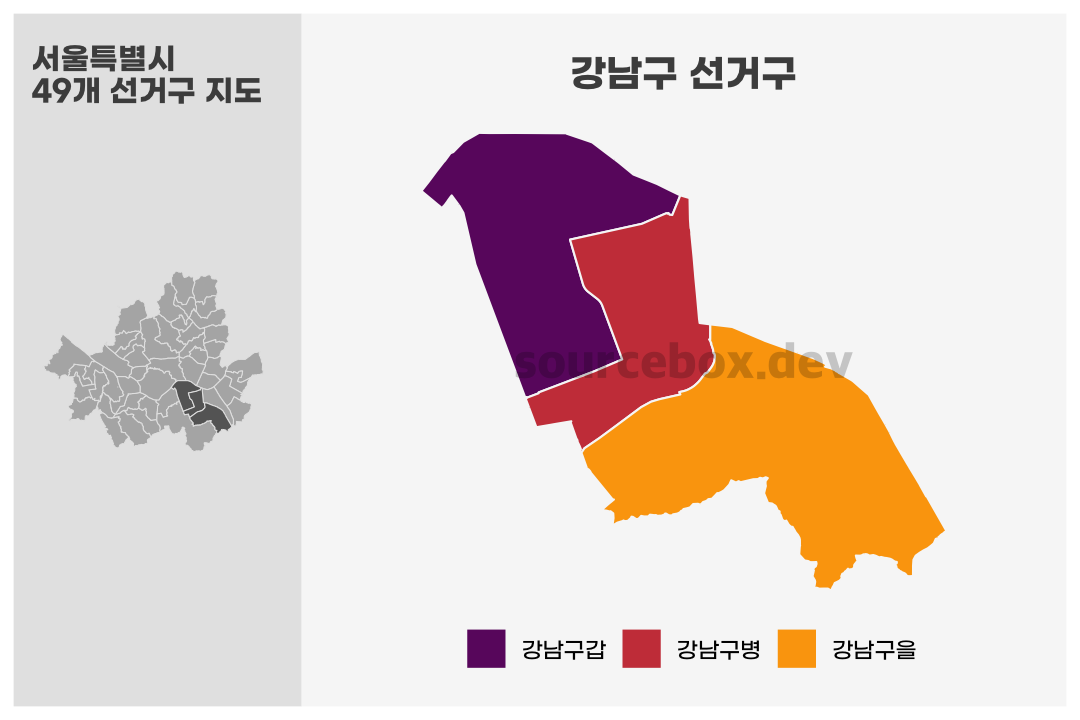 서울특별시
49개 선거구 지도
강남구 선거구
sourcebox.dev
강남구갑
강남구병
강남구을